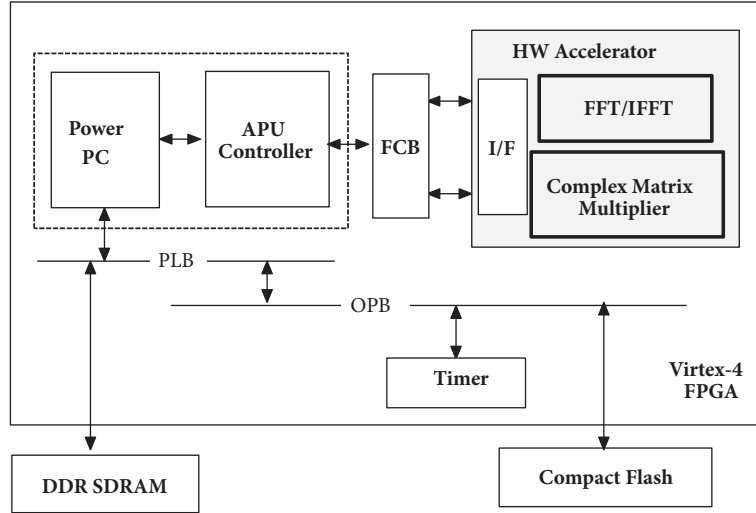 HW Accelerator
Power
PC
APU
Controller
FCB
I/F
FFT/IFFT
Complex Matrix
Multiplier
PLB
OPB
Timer
Virtex-4
FPGA
DDR SDRAM
Compact Flash